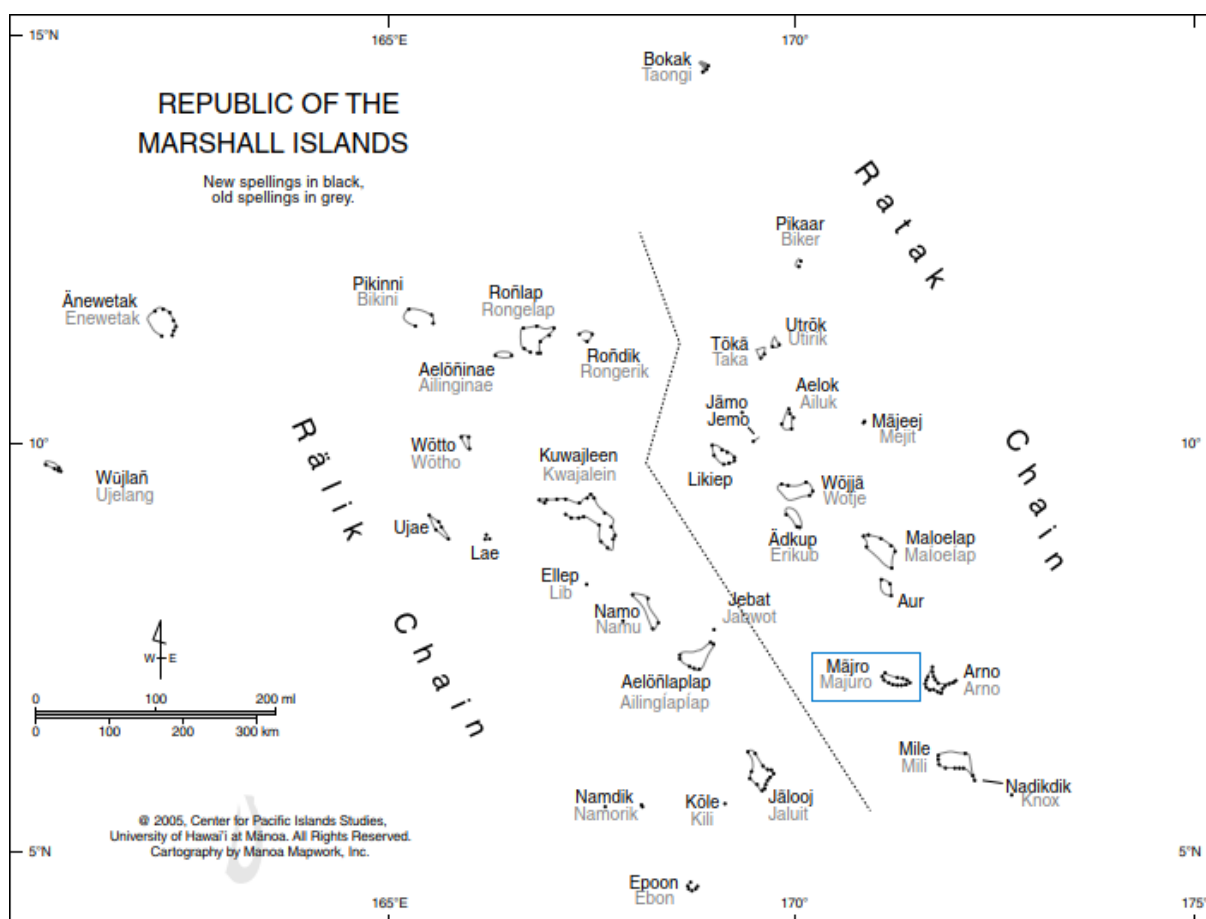 15°N
165°E
170°
Bokak
Taongi
REPUBLIC OF THE
MARSHALL ISLANDS
New spellings in black,
old spellings in grey.
Ratak
Pikaar
Biker
Pikinni
Bikini
Roñlap
Rongelap
Änewetak
Enewetak
Utrōk
Utirik
Tōkā
Taka
Roñdik
Rongerik
Aelōñinae
Ailinginae
Aelok
Ailuk
Jāmo
Jemo
Mājeej
Mejit
Chain
Rālik
10°
Wōtto
Wōtho
Kuwajleen
Kwajalein
10°
Wūjlañ
Ujelang
Likiep
Wōjjā
Wotje
Ujae
Lae
Ädkup
Erikub
Maloelap
Maloelap
Ellep
Lib
Jebat
Jabwot
Aur
Namo
Namu
Chain
W E
Aelōñlaplap
Ailinglaplap
Mājro
Majuro
Arno
Arno
0 100 200 ml
0 100 200 300 km
Mile
Mili
Nadikdik
Knox
Namdik
Namorik
Kōle
Kili
Jālooj
Jaluit
@ 2005, Center for Pacific Islands Studies,
University of Hawai'i at Mānoa. All Rights Reserved.
Cartography by Manoa Mapwork, Inc.
5°N
5°N
Epoon
Ebon
165°E
170°
175°